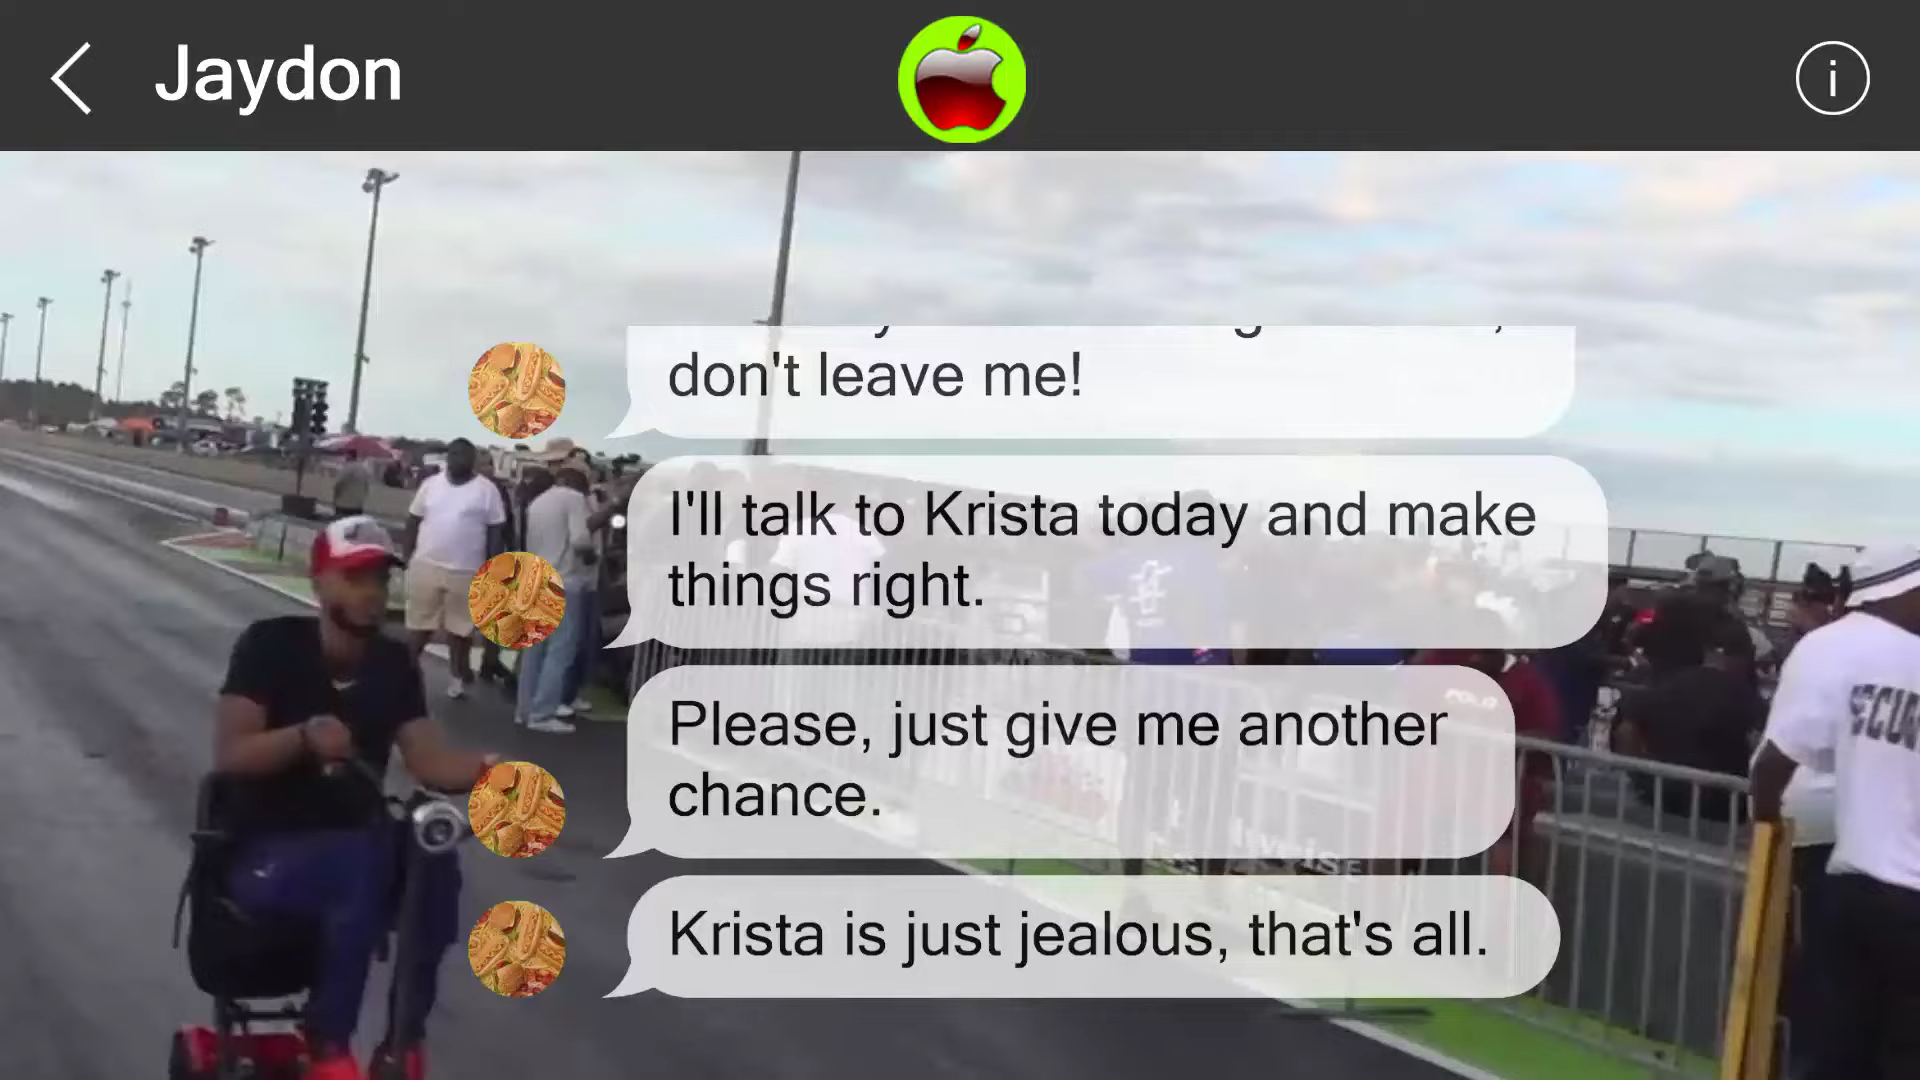 Jaydon
don't leave me!
I'll talk to Krista today and make
things right.
Please, just give me another
chance.
Krista is just jealous, that's all.
POLO